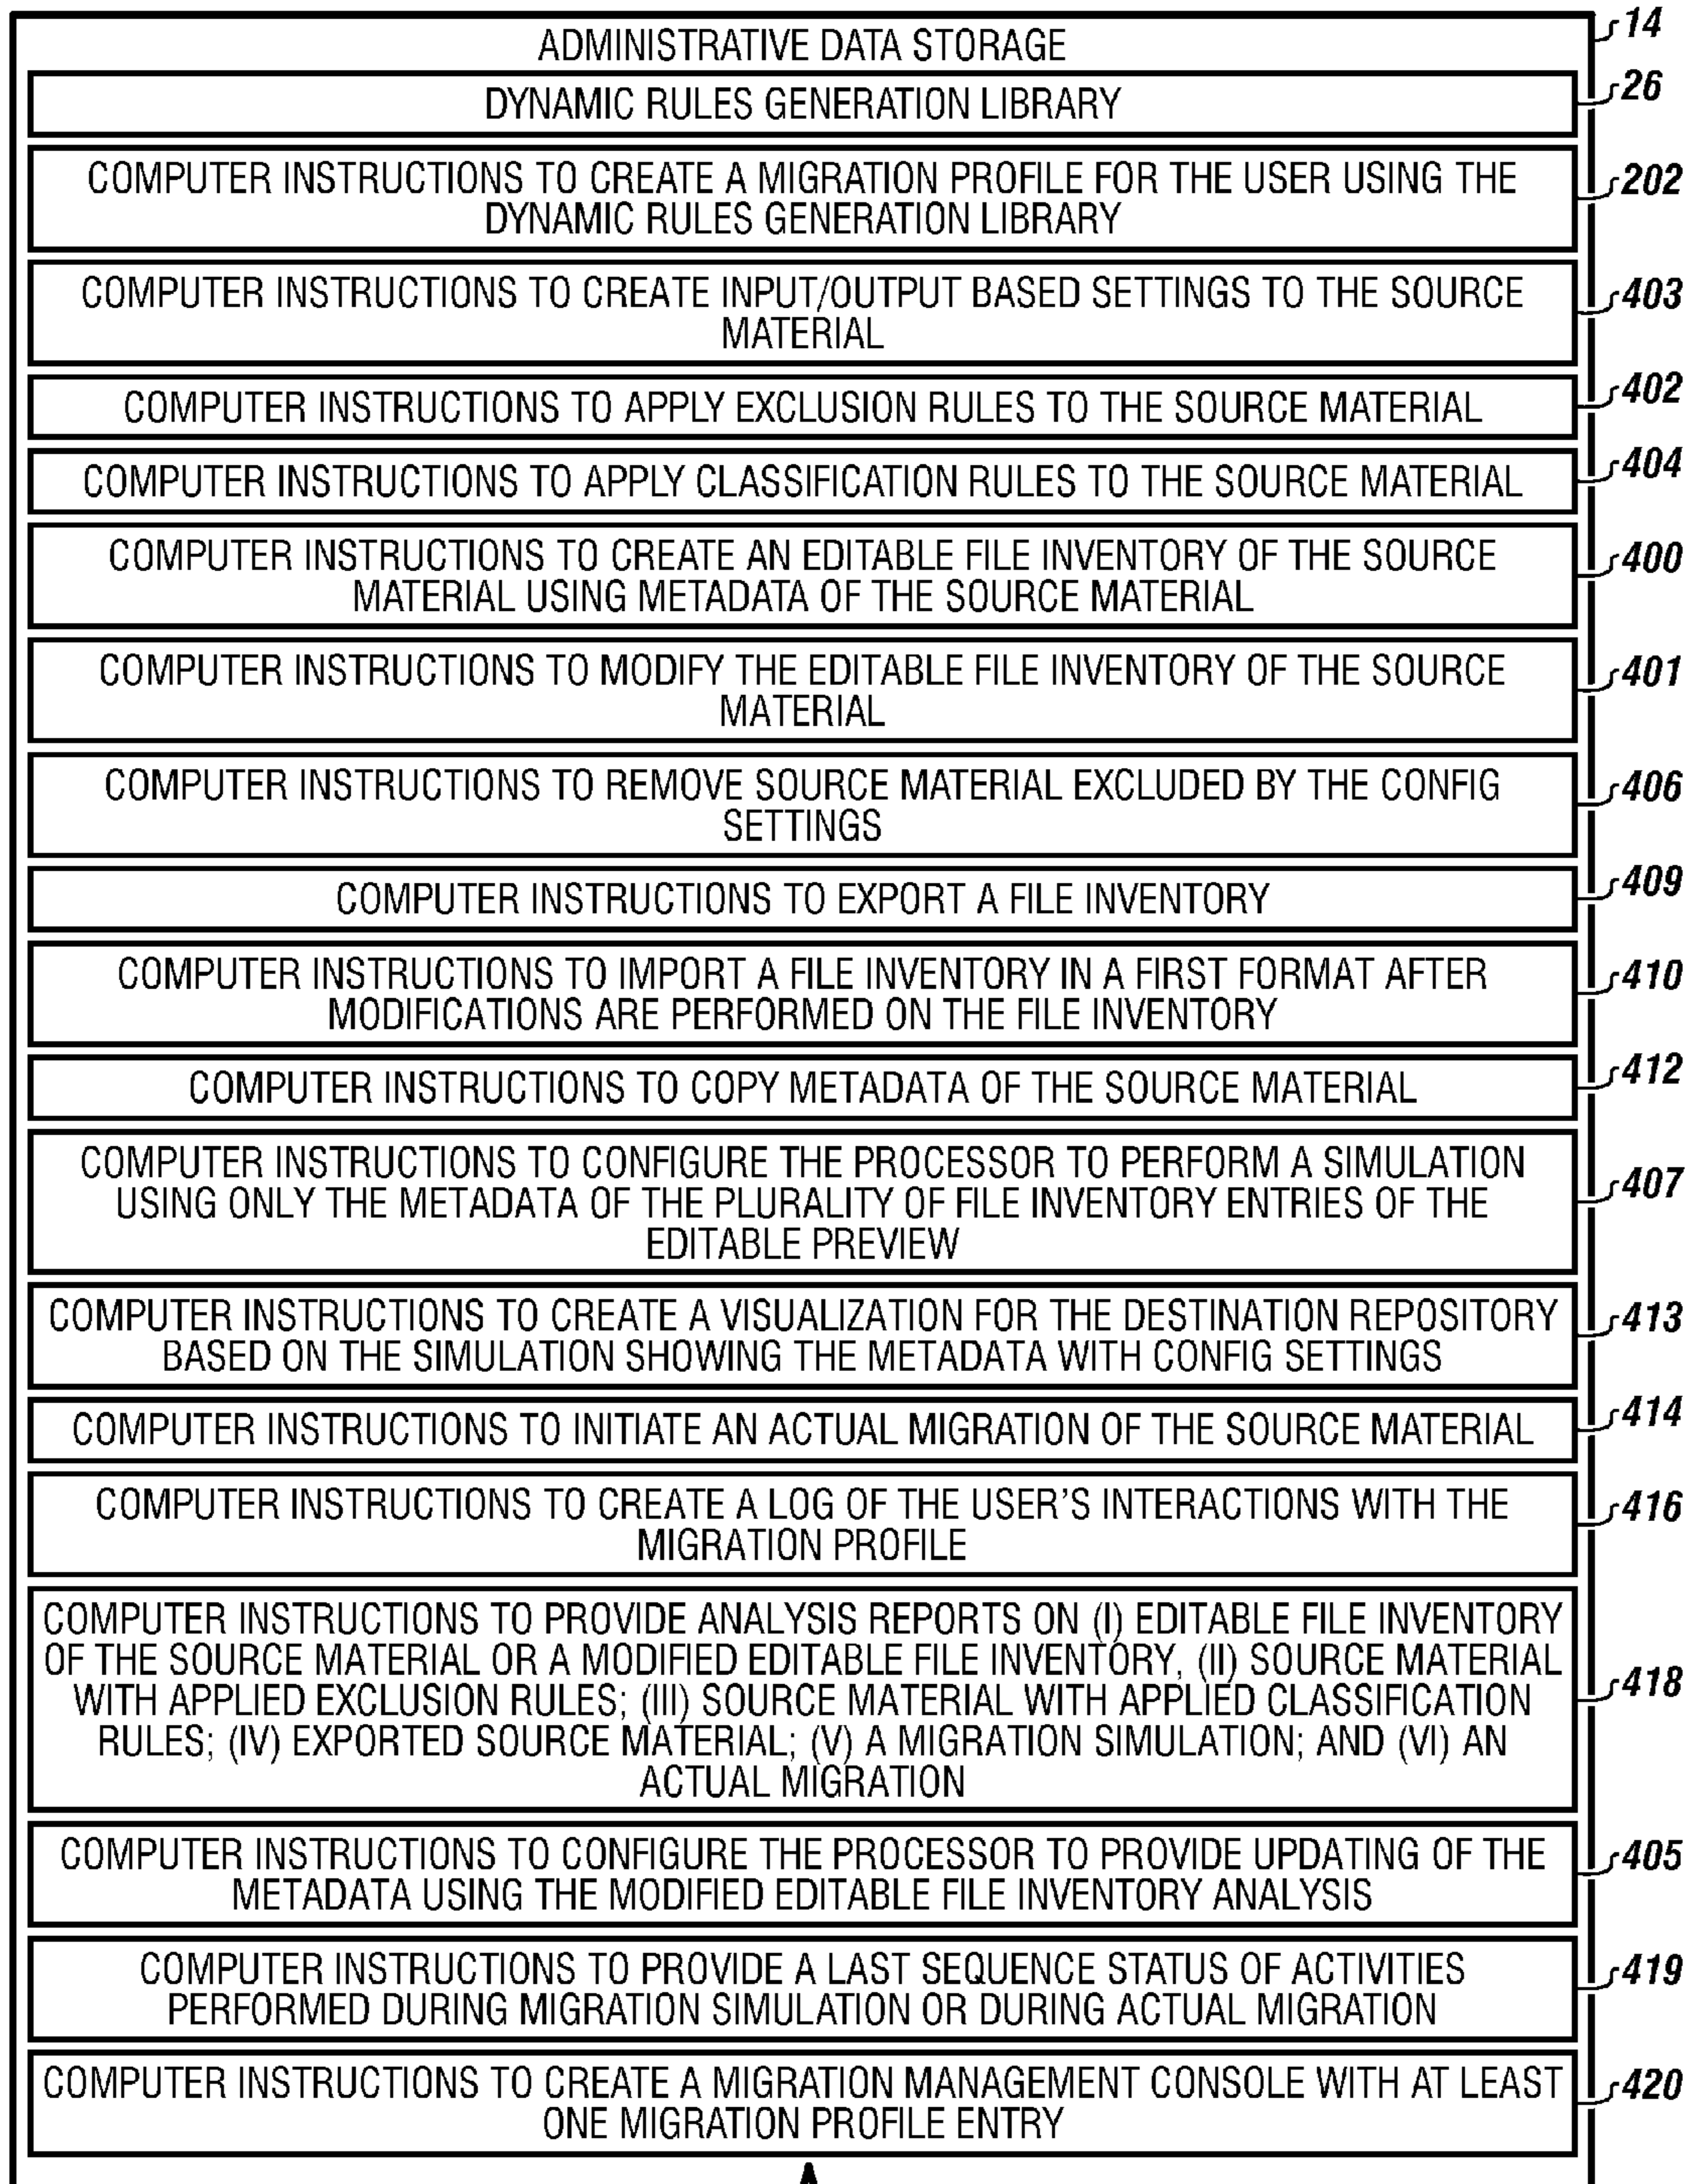 14
ADMINISTRATIVE DATA STORAGE
26
DYNAMIC RULES GENERATION LIBRARY
202
COMPUTER INSTRUCTIONS TO CREATE A MIGRATION PROFILE FOR THE USER USING THE
DYNAMIC RULES GENERATION LIBRARY
403
COMPUTER INSTRUCTIONS TO CREATE INPUT/OUTPUT BASED SETTINGS TO THE SOURCE
MATERIAL
402
COMPUTER INSTRUCTIONS TO APPLY EXCLUSION RULES TO THE SOURCE MATERIAL
404
COMPUTER INSTRUCTIONS TO APPLY CLASSIFICATION RULES TO THE SOURCE MATERIAL
400
COMPUTER INSTRUCTIONS TO CREATE AN EDITABLE FILE INVENTORY OF THE SOURCE
MATERIAL USING METADATA OF THE SOURCE MATERIAL
401
COMPUTER INSTRUCTIONS TO MODIFY THE EDITABLE FILE INVENTORY OF THE SOURCE
MATERIAL
406
COMPUTER INSTRUCTIONS TO REMOVE SOURCE MATERIAL EXCLUDED BY THE CONFIG
SETTINGS
409
COMPUTER INSTRUCTIONS TO EXPORT A FILE INVENTORY
410
COMPUTER INSTRUCTIONS TO IMPORT A FILE INVENTORY IN A FIRST FORMAT AFTER
MODIFICATIONS ARE PERFORMED ON THE FILE INVENTORY
412
COMPUTER INSTRUCTIONS TO COPY METADATA OF THE SOURCE MATERIAL
407
COMPUTER INSTRUCTIONS TO CONFIGURE THE PROCESSOR TO PERFORM A SIMULATION
USING ONLY THE METADATA OF THE PLURALITY OF FILE INVENTORY ENTRIES OF THE
EDITABLE PREVIEW
413
COMPUTER INSTRUCTIONS TO CREATE A VISUALIZATION FOR THE DESTINATION REPOSITORY
BASED ON THE SIMULATION SHOWING THE METADATA WITH CONFIG SETTINGS
414
COMPUTER INSTRUCTIONS TO INITIATE AN ACTUAL MIGRATION OF THE SOURCE MATERIAL
416
COMPUTER INSTRUCTIONS TO CREATE A LOG OF THE USER'S INTERACTIONS WITH THE
MIGRATION PROFILE
418
COMPUTER INSTRUCTIONS TO PROVIDE ANALYSIS REPORTS ON (I) EDITABLE FILE INVENTORY
OF THE SOURCE MATERIAL OR A MODIFIED EDITABLE FILE INVENTORY, (II) SOURCE MATERIAL
WITH APPLIED EXCLUSION RULES; (III) SOURCE MATERIAL WITH APPLIED CLASSIFICATION
RULES; (IV) EXPORTED SOURCE MATERIAL; (V) A MIGRATION SIMULATION; AND (VI) AN
ACTUAL MIGRATION
405
COMPUTER INSTRUCTIONS TO CONFIGURE THE PROCESSOR TO PROVIDE UPDATING OF THE
METADATA USING THE MODIFIED EDITABLE FILE INVENTORY ANALYSIS
419
COMPUTER INSTRUCTIONS TO PROVIDE A LAST SEQUENCE STATUS OF ACTIVITIES
PERFORMED DURING MIGRATION SIMULATION OR DURING ACTUAL MIGRATION
420
COMPUTER INSTRUCTIONS TO CREATE A MIGRATION MANAGEMENT CONSOLE WITH AT LEAST
ONE MIGRATION PROFILE ENTRY